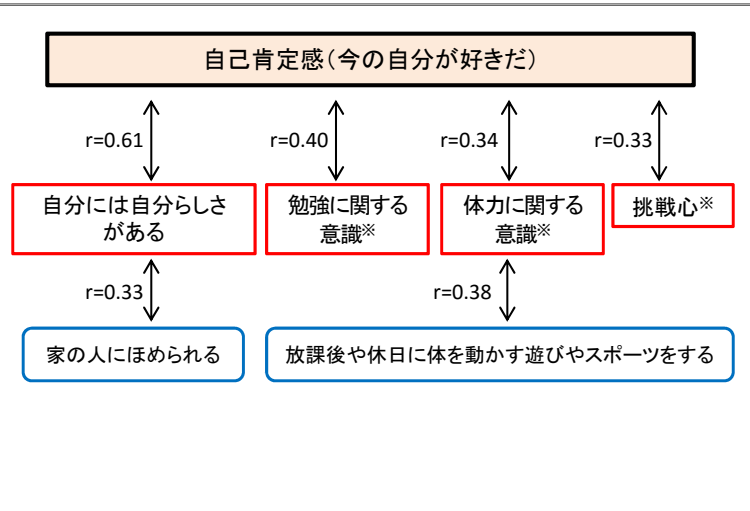 自己肯定感（今の自分が好きだ）
r=0.61
r=0.40
r=0.34
r=0.33
自分には自分らしさ
がある
勉強に関する
意識※
体力に関する
意識※
挑戦心※
r=0.33
r=0.38
家の人にほめられる
放課後や休日に体を動かす遊びやスポーツをする